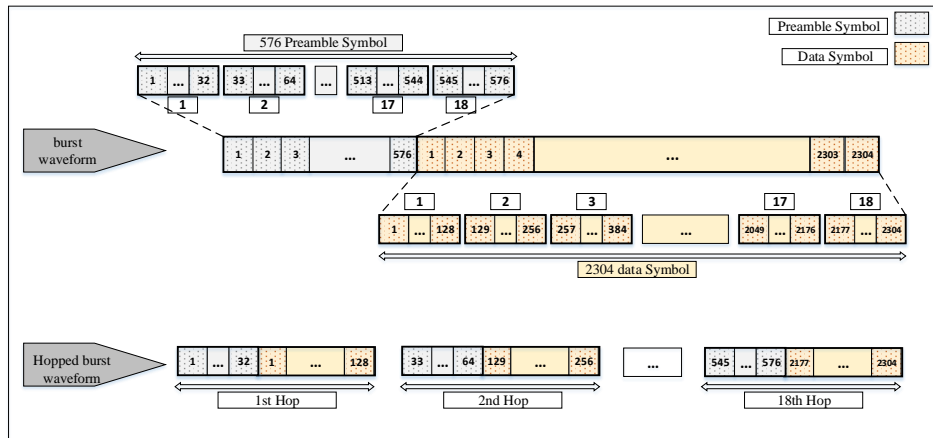 Preamble Symbol
576 Preamble Symbol
Data Symbol
1 ... 32 33 ... 64 ... 513 ... 544 545 ... 576
1 2 17 18
burst
waveform
1 2 3 ... 576 1 2 3 4 ... 2303 2304
1 2 3 17 18
1 ... 128 129 ... 256 257 ... 384 ... 2049 ... 2176 2177 ... 2304
2304 data Symbol
Hopped burst
waveform
1 ... 32 1 ... 128 33 ... 64 129 ... 256 ... 545 ... 576 2177 ... 2304
1st Hop 2nd Hop 18th Hop